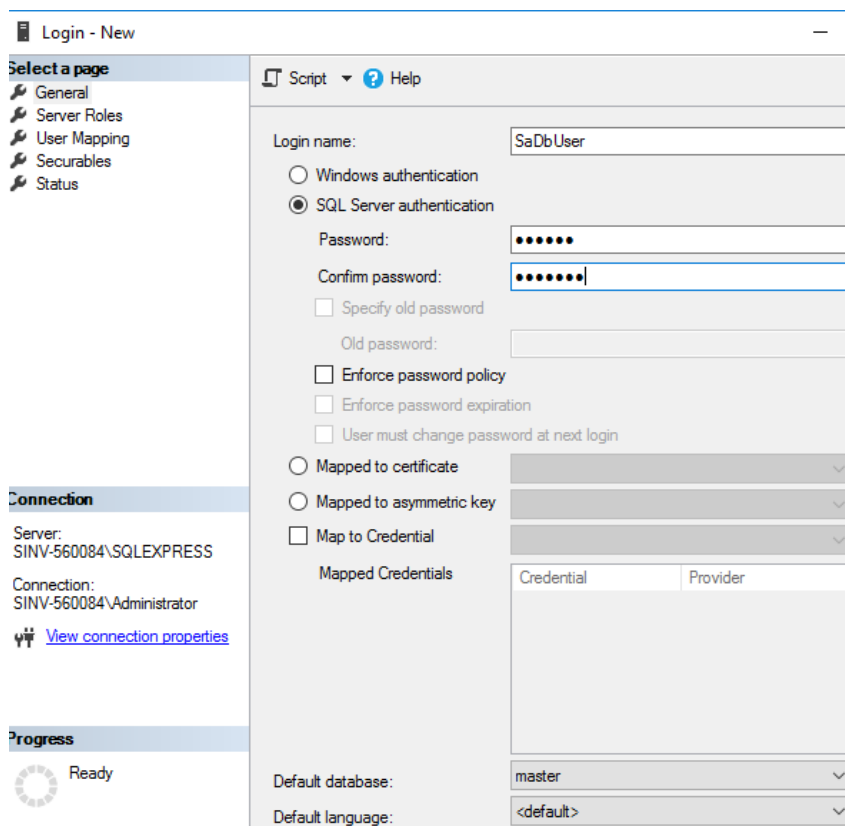 Login - New
Select a page
General
Server Roles
User Mapping
Securables
Status
Script
Help
Login name:
SaDbUser
Windows authentication
SQL Server authentication
Password:
●●●●●●
Confirm password:
●●●●●●●
Specify old password
Old password:
Enforce password policy
Enforce password expiration
User must change password at next login
Mapped to certificate
Mapped to asymmetric key
Map to Credential
Mapped Credentials
Credential Provider
Connection
Server:
SINV-560084\SQLEXPRESS
Connection:
SINV-560084\Administrator
View connection properties
Progress
Ready
Default database:
master
Default language:
<default>